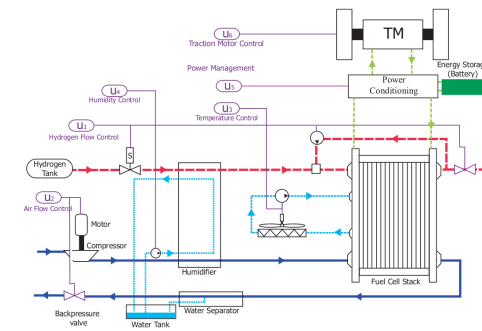 u6
TM
Traction Motor Control
Energy Storag
(Battery)
Power Management
u4
u5
Power
Conditioning
Humidity Control
u3
Temperature Control
u1
Hydrogen Flow Control
S
Hydrogen
Tank
u2
Air Flow Control
Motor
Compressor
Humidifier
Fuel Cell Stack
Backpressure
valve
Water Tank
Water Separator